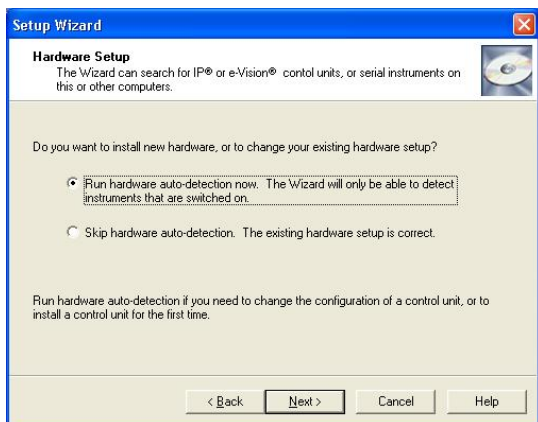 Setup Wizard
Hardware Setup
The Wizard can search for IP® or e-Vision® contol units, or serial instruments on
this or other computers.
Do you want to install new hardware, or to change your existing hardware setup?
Run hardware auto-detection now. The Wizard will only be able to detect
instruments that are switched on.
Skip hardware auto-detection. The existing hardware setup is correct.
Run hardware auto-detection if you need to change the configuration of a control unit, or to
install a control unit for the first time.
< Back Next > Cancel Help